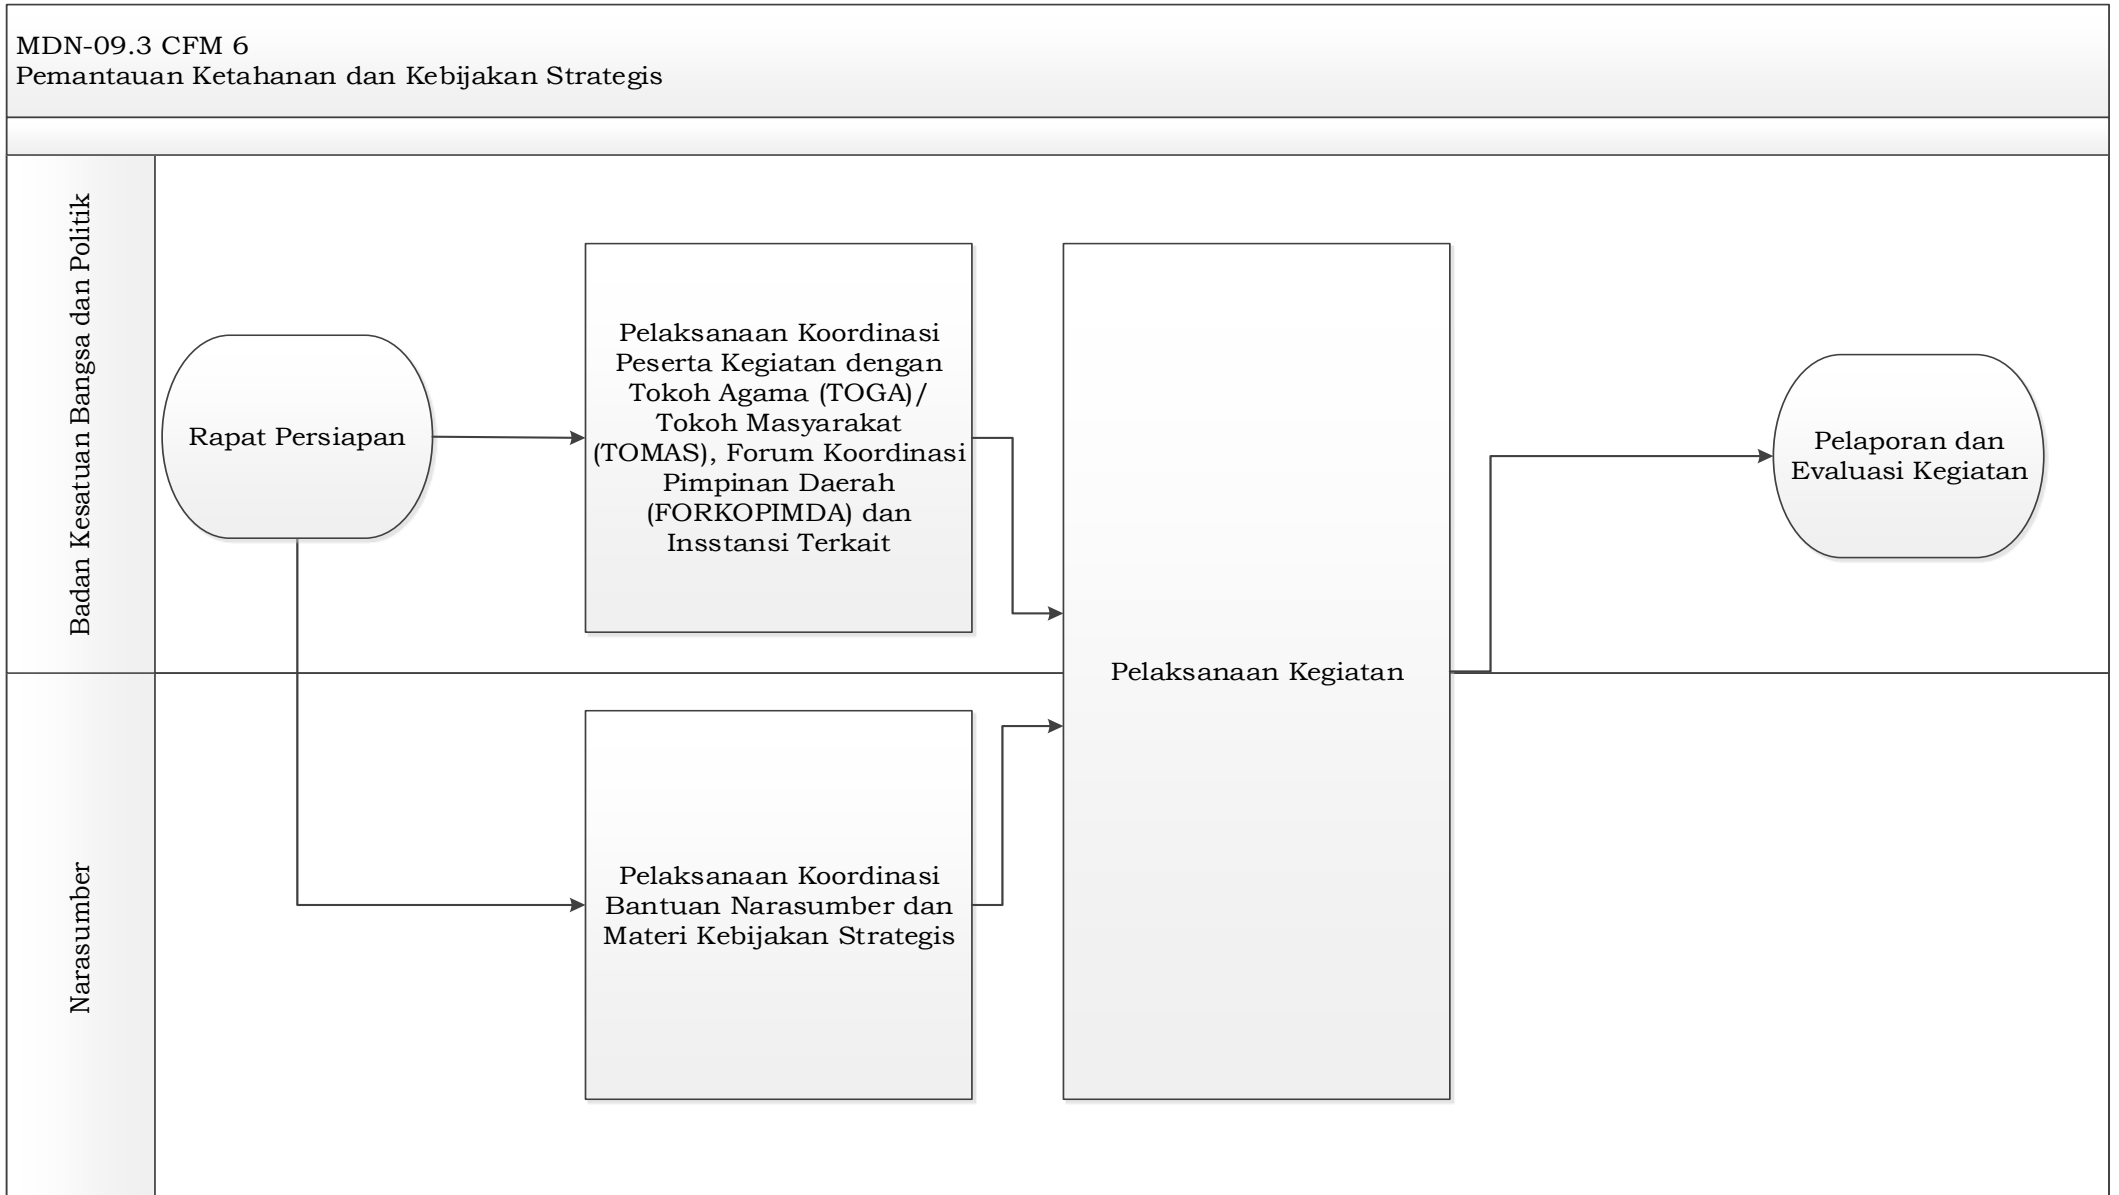 MDN-09.3 CFM 6
Pemantauan Ketahanan dan Kebijakan Strategis
Badan Kesatuan Bangsa dan Politik
Rapat Persiapan
Pelaksanaan Koordinasi
Peserta Kegiatan dengan
Tokoh Agama (TOGA)/
Tokoh Masyarakat
(TOMAS), Forum Koordinasi
Pimpinan Daerah
(FORKOPIMDA) dan
Insstansi Terkait
Pelaksanaan Kegiatan
Pelaporan dan
Evaluasi Kegiatan
Narasumber
Pelaksanaan Koordinasi
Bantuan Narasumber dan
Materi Kebijakan Strategis